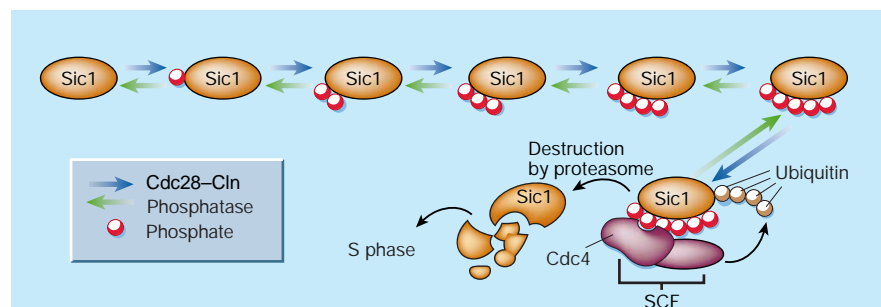 Sic1
Sic1
Sic1
Sic1
Sic1
Sic1
Cdc28–Cln
Phosphatase
Phosphate
Destruction
by proteasome
Ubiquitin
Sic1
Sic1
S phase
Cdc4
SCF